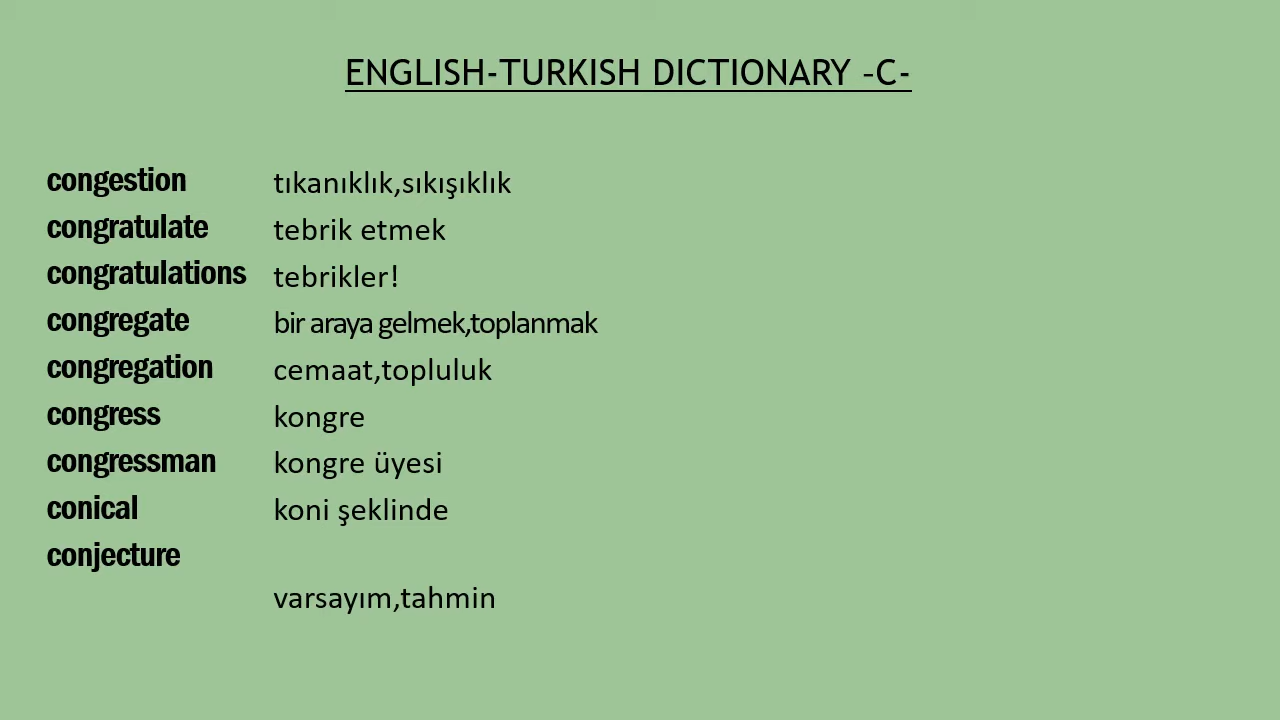 ENGLISH-TURKISH DICTIONARY –C-
congestion tıkanıklık,sıkışıklık
congratulate tebrik etmek
congratulations tebrikler!
congregate bir araya gelmek,toplanmak
congregation cemaat,topluluk
congress kongre
congressman kongre üyesi
conical koni şeklinde
conjecture
varsayım,tahmin